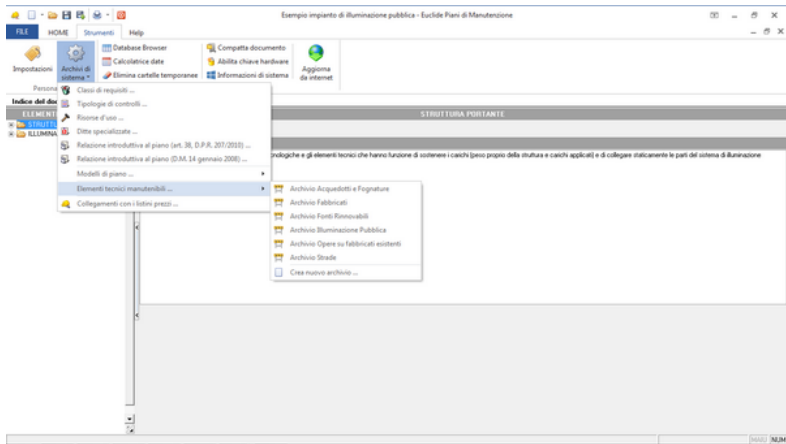 Esempio impianto di illuminazione pubblica - Euclide Piani di Manutenzione
FILE HOME Strumenti Help
Impostazioni
Archivi di sistema
Database Browser
Calcolatrice date
Elimina cartelle temporanee
Compatta documento
Abilita chiave hardware
Informazioni di sistema
Aggiorna da internet
Persona
Indice del do
ELEMENT
STRUTTU
ILLUMINA
STRUTTURA PORTANTE
Classi di requisiti ...
Tipologie di controlli ...
Risorse d'uso ...
Ditte specializzate ...
Relazione introduttiva al piano (art. 38, D.P.R. 207/2010) ...
Relazione introduttiva al piano (D.M. 14 gennaio 2008) ...
Modelli di piano ...
Elementi tecnici manutenibili ...
Collegamenti con i listini prezzi ...
cnologiche e gli elementi tecnici che hanno funzione di sostenere i carichi (peso proprio della struttura e carichi applicati) e di collegare staticamente le parti del sistema di illuminazione
Archivio Acquedotti e Fognature
Archivio Fabbricati
Archivio Fonti Rinnovabili
Archivio Illuminazione Pubblica
Archivio Opere su fabbricati esistenti
Archivio Strade
Crea nuovo archivio ...
MAIU NUM